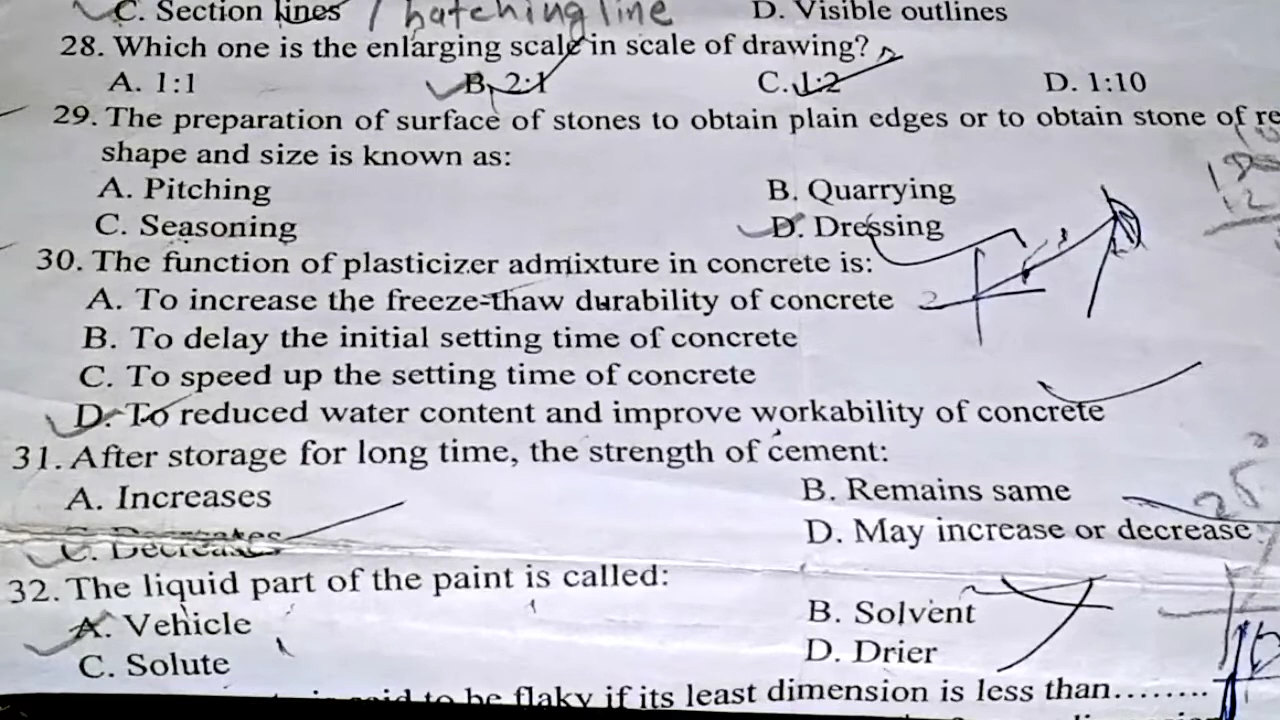 C. Section lines / hatching line D. Visible outlines
28. Which one is the enlarging scale in scale of drawing?
A. 1:1 B. 2:1 C. 1:2 D. 1:10
29. The preparation of surface of stones to obtain plain edges or to obtain stone of re
shape and size is known as:
A. Pitching B. Quarrying
C. Seasoning D. Dressing
30. The function of plasticizer admixture in concrete is:
A. To increase the freeze-thaw durability of concrete
B. To delay the initial setting time of concrete
C. To speed up the setting time of concrete
D. To reduced water content and improve workability of concrete
31. After storage for long time, the strength of cement:
A. Increases B. Remains same
C. Decreases D. May increase or decrease
32. The liquid part of the paint is called:
A. Vehicle B. Solvent
C. Solute D. Drier
said to be flaky if its least dimension is less than........